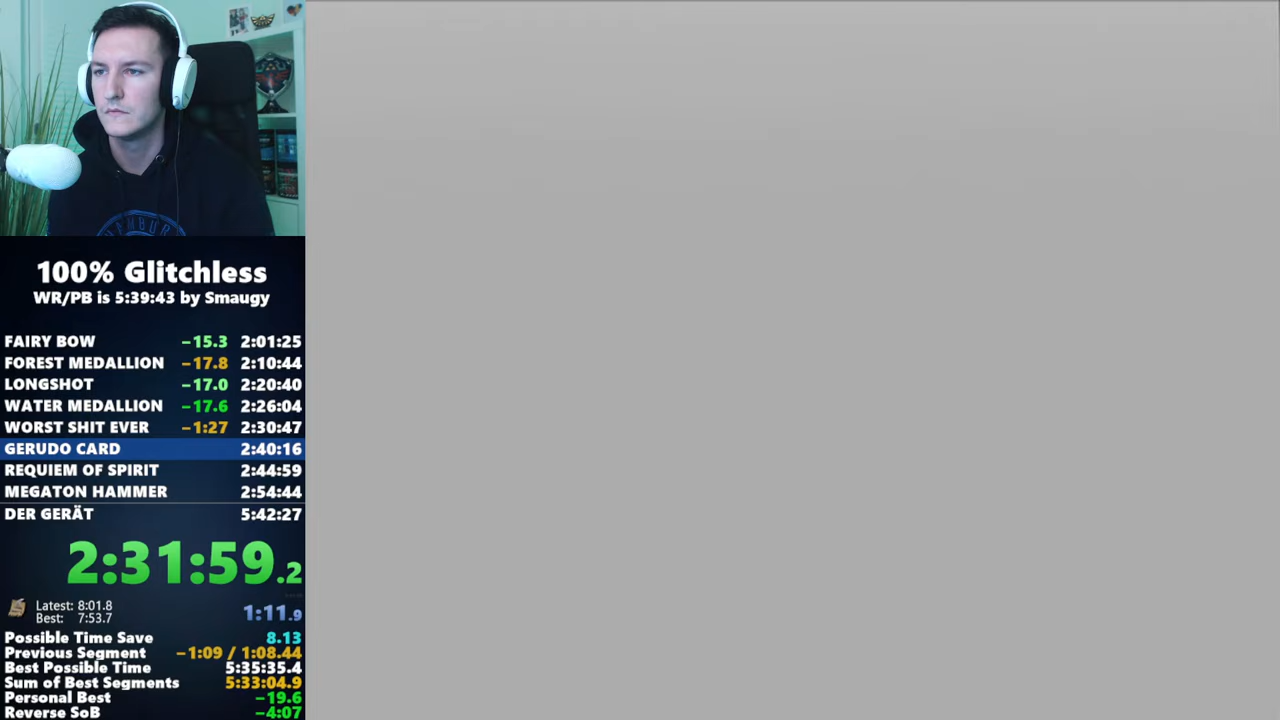 100% Glitchless
WR/PB is 5:39:43 by Smaugy
FAIRY BOW −15.3 2:01:25
FOREST MEDALLION −17.8 2:10:44
LONGSHOT −17.0 2:20:40
WATER MEDALLION −17.6 2:26:04
WORST SHIT EVER −1:27 2:30:47
GERUDO CARD 2:40:16
REQUIEM OF SPIRIT 2:44:59
MEGATON HAMMER 2:54:44
DER GERÄT 5:42:27
2:31:59.2
Latest: 8:01.8
Best: 7:53.7
1:11.9
Possible Time Save 8.13
Previous Segment −1:09 / 1:08.44
Best Possible Time 5:35:35.4
Sum of Best Segments 5:33:04.9
Personal Best −19.6
Reverse SoB −4:07